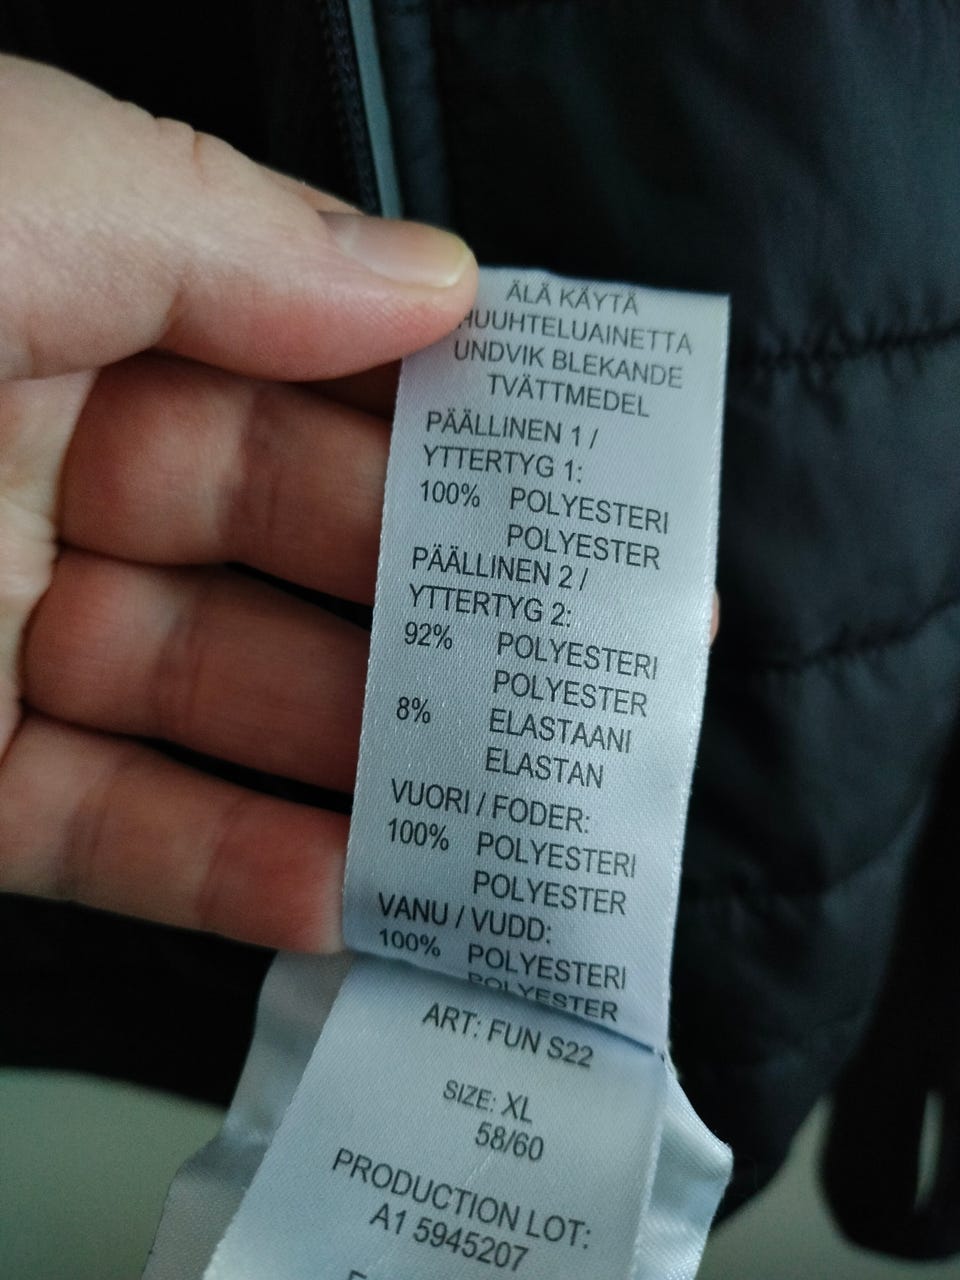 ÄLÄ KÄYTÄ
HUUHTELUAINETTA
UNDVIK BLEKANDE
TVÄTTMEDEL
PÄÄLLINEN 1 /
YTTERTYG 1:
100% POLYESTERI
POLYESTER
PÄÄLLINEN 2 /
YTTERTYG 2:
92% POLYESTERI
POLYESTER
8% ELASTAANI
ELASTAN
VUORI / FODER:
100% POLYESTERI
POLYESTER
VANU / VUDD:
100% POLYESTERI
POLYESTER
ART: FUN S22
SIZE: XL
58/60
PRODUCTION LOT:
A1 5945207